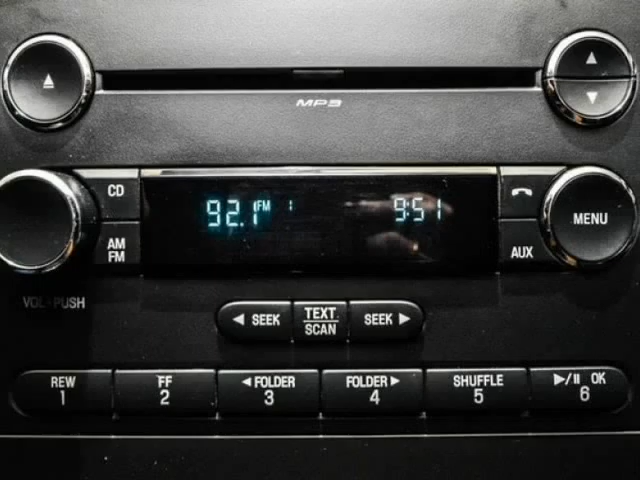 MP3
CD
92.1 FM 1
9:51
MENU
AM
FM
AUX
VOL-PUSH
SEEK
TEXT
SCAN
SEEK
REW
1
FF
2
FOLDER
3
FOLDER
4
SHUFFLE
5
OK
6